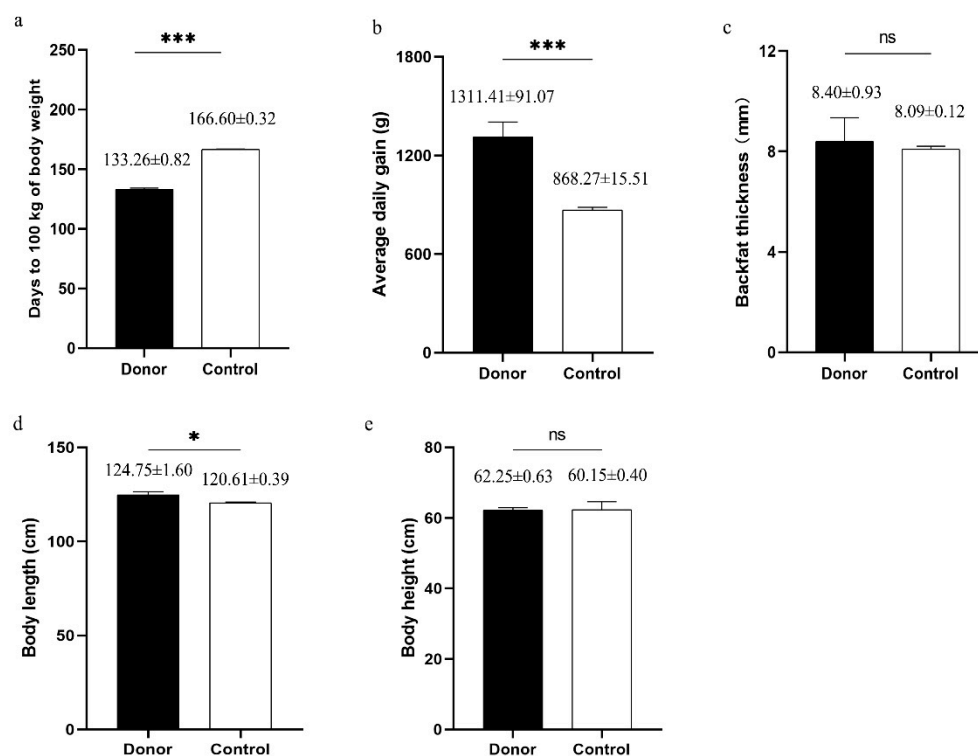 a
Days to 100 kg of body weight
250
200
150
100
50
0
***
133.26±0.82
166.60±0.32
Donor
Control
b
Average daily gain (g)
1800
1200
600
0
***
1311.41±91.07
868.27±15.51
Donor
Control
c
Backfat thickness (mm)
12
8
4
0
ns
8.40±0.93
8.09±0.12
Donor
Control
d
Body length (cm)
150
100
50
0
*
124.75±1.60
120.61±0.39
Donor
Control
e
Body height (cm)
80
60
40
20
0
ns
62.25±0.63
60.15±0.40
Donor
Control